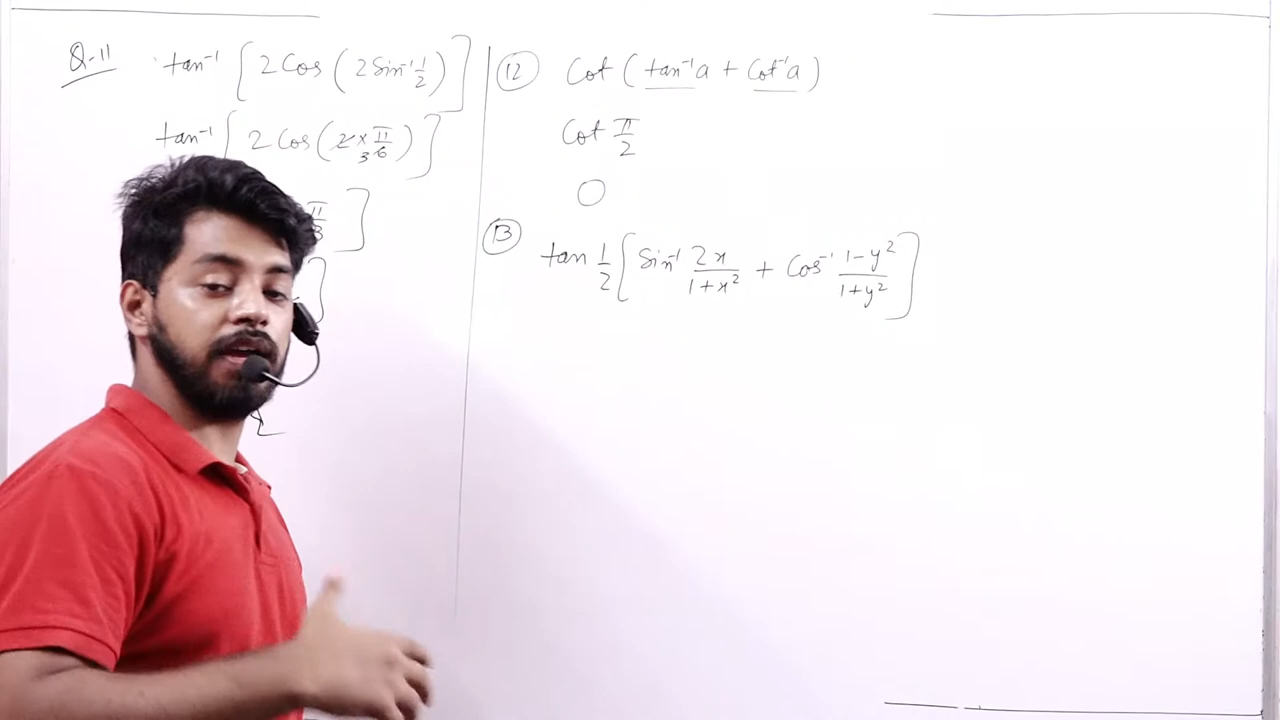 Q-11 tan⁻¹ [ 2 Cos ( 2 Sin⁻¹ 1/2 ) ]
tan⁻¹ [ 2 Cos ( 2 × π/6 ) ]
3
π/3 ]
12 Cot ( tan⁻¹a + Cot⁻¹a )
Cot π/2
0
13 tan 1/2 [ Sin⁻¹ 2x/1+x² + Cos⁻¹ 1-y²/1+y² ]